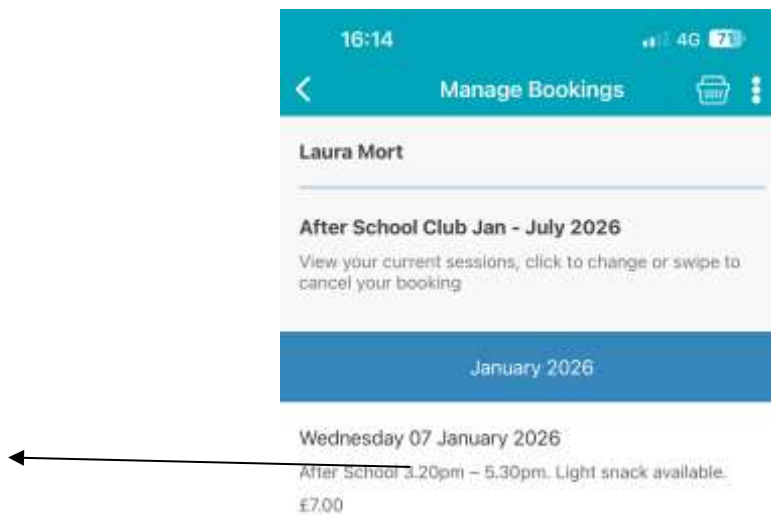 16:14 4G 71
Manage Bookings
Laura Mort
After School Club Jan - July 2026
View your current sessions, click to change or swipe to
cancel your booking
January 2026
Wednesday 07 January 2026
After School 3.20pm – 5.30pm. Light snack available.
£7.00